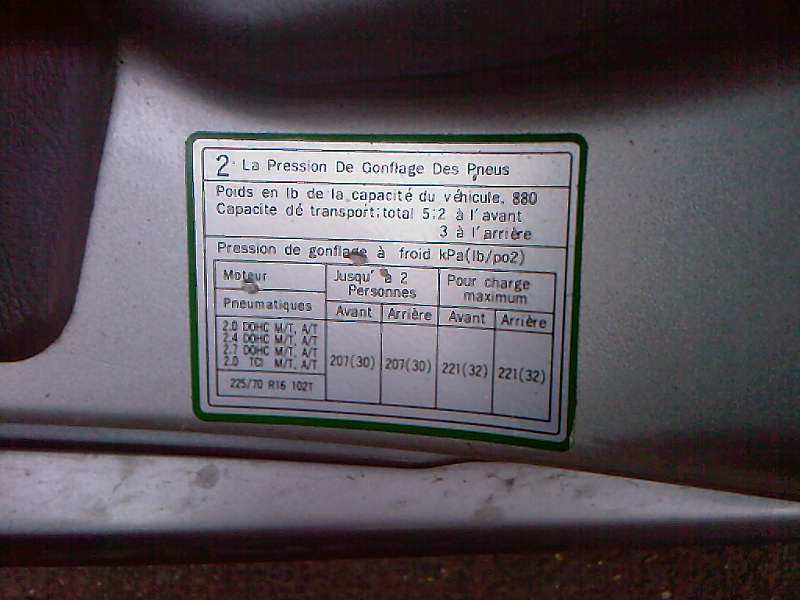 2 La Pression De Gonflage Des Pneus
Poids en lb de la capacité du véhicule. 880
Capacite dé transport;total 5;2 à l'avant
3 à l'arrière
Pression de gonflage à froid kPa(lb/po2)
Moteur
Jusqu' à 2
Personnes
Pour charge
maximum
Pneumatiques
Avant Arrière Avant Arrière
2.0 DOHC M/T, A/T
2.4 DOHC M/T, A/T
2.7 DOHC M/T, A/T
2.0 TCI M/T, A/T
207(30) 207(30) 221(32) 221(32)
225/70 R16 102T